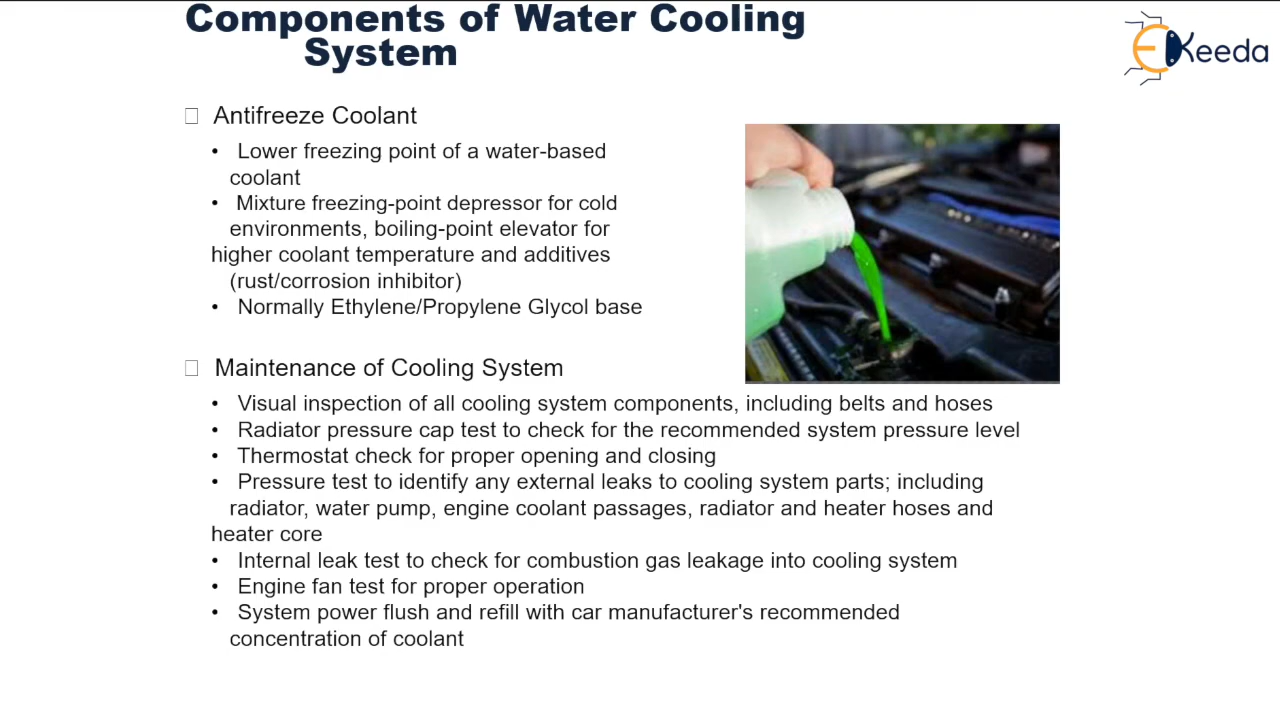 Components of Water Cooling
System
EKeeda
Antifreeze Coolant
• Lower freezing point of a water-based
coolant
• Mixture freezing-point depressor for cold
environments, boiling-point elevator for
higher coolant temperature and additives
(rust/corrosion inhibitor)
• Normally Ethylene/Propylene Glycol base
Maintenance of Cooling System
• Visual inspection of all cooling system components, including belts and hoses
• Radiator pressure cap test to check for the recommended system pressure level
• Thermostat check for proper opening and closing
• Pressure test to identify any external leaks to cooling system parts; including
radiator, water pump, engine coolant passages, radiator and heater hoses and
heater core
• Internal leak test to check for combustion gas leakage into cooling system
• Engine fan test for proper operation
• System power flush and refill with car manufacturer's recommended
concentration of coolant